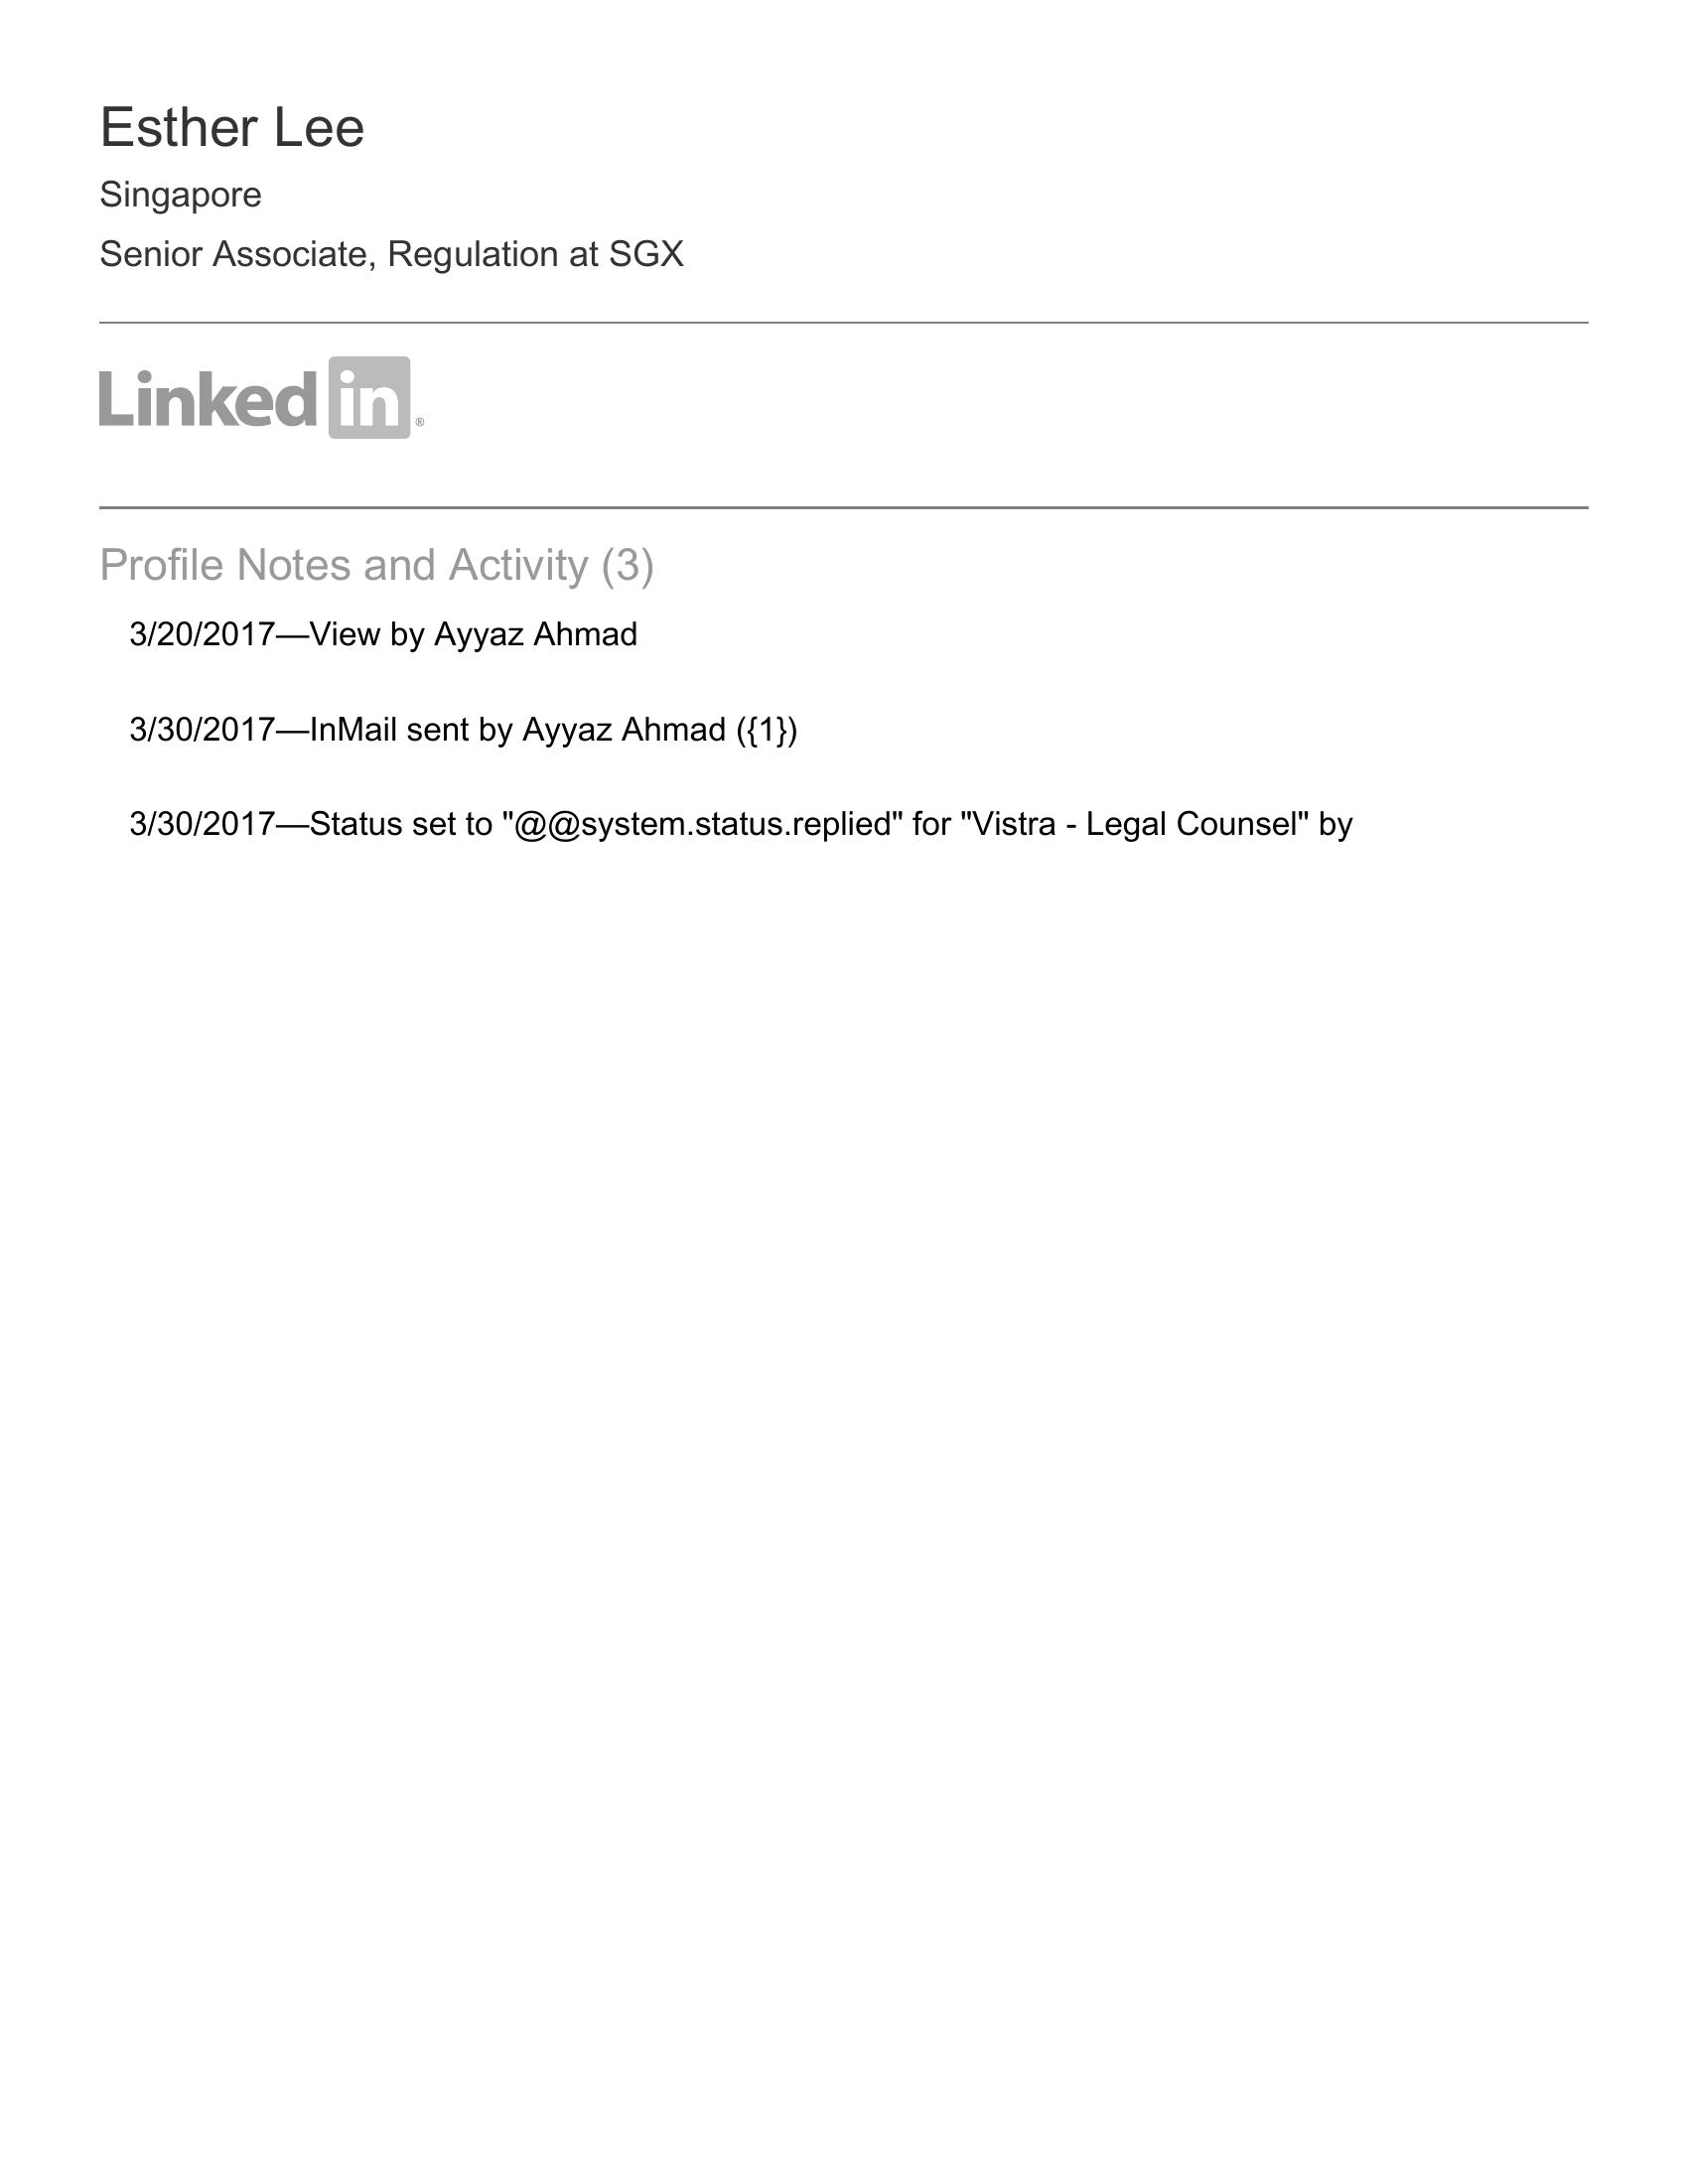 Esther Lee
Singapore
Senior Associate, Regulation at SGX
Linked in ®
Profile Notes and Activity (3)
3/20/2017—View by Ayyaz Ahmad
3/30/2017—InMail sent by Ayyaz Ahmad ({1})
3/30/2017—Status set to "@@system.status.replied" for "Vistra - Legal Counsel" by